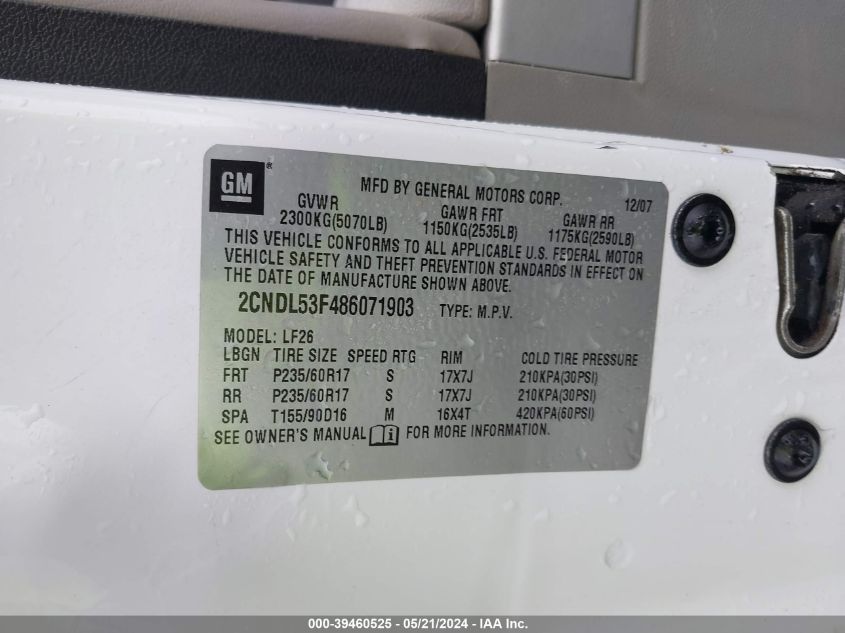 GM®
MFD BY GENERAL MOTORS CORP. 12/07
GVWR GAWR FRT GAWR RR
2300KG(5070LB) 1150KG(2535LB) 1175KG(2590LB)
THIS VEHICLE CONFORMS TO ALL APPLICABLE U.S. FEDERAL MOTOR
VEHICLE SAFETY AND THEFT PREVENTION STANDARDS IN EFFECT ON
THE DATE OF MANUFACTURE SHOWN ABOVE.
2CNDL53F486071903 TYPE: M.P.V.
MODEL: LF26
LBGN TIRE SIZE SPEED RTG RIM COLD TIRE PRESSURE
FRT P235/60R17 S 17X7J 210KPA(30PSI)
RR P235/60R17 S 17X7J 210KPA(30PSI)
SPA T155/90D16 M 16X4T 420KPA(60PSI)
SEE OWNER'S MANUAL i FOR MORE INFORMATION.
000-39460525 - 05/21/2024 - IAA Inc.